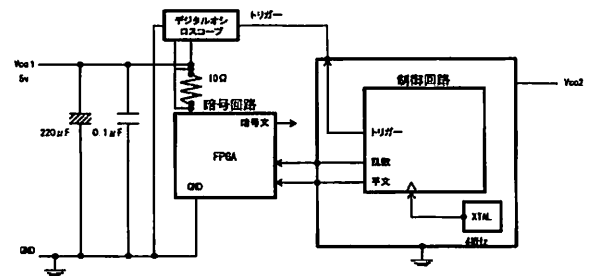 デジタルオシ
ロスコープ
トリガー
Vcc1
5v
10Ω
暗号回路
暗号文
FPGA
GND
220μF
0.1μF
GND
制御回路
トリガー
平文
XTAL
4MHz
Vcc2